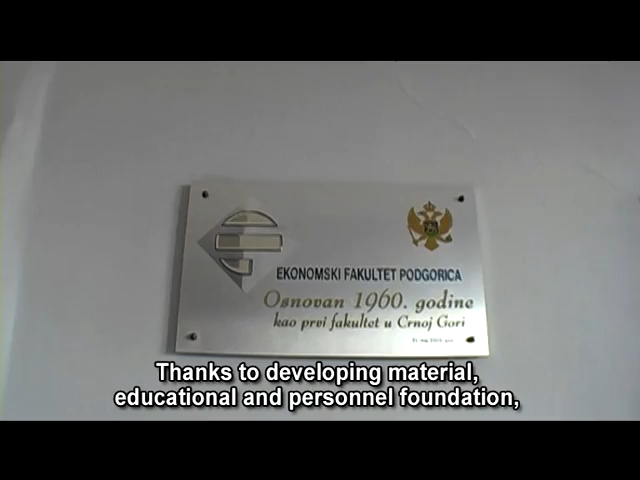 EKONOMSKI FAKULTET PODGORICA
Osnovan 1960. godine
kao prvi fakultet u Crnoj Gori
Thanks to developing material,
educational and personnel foundation,